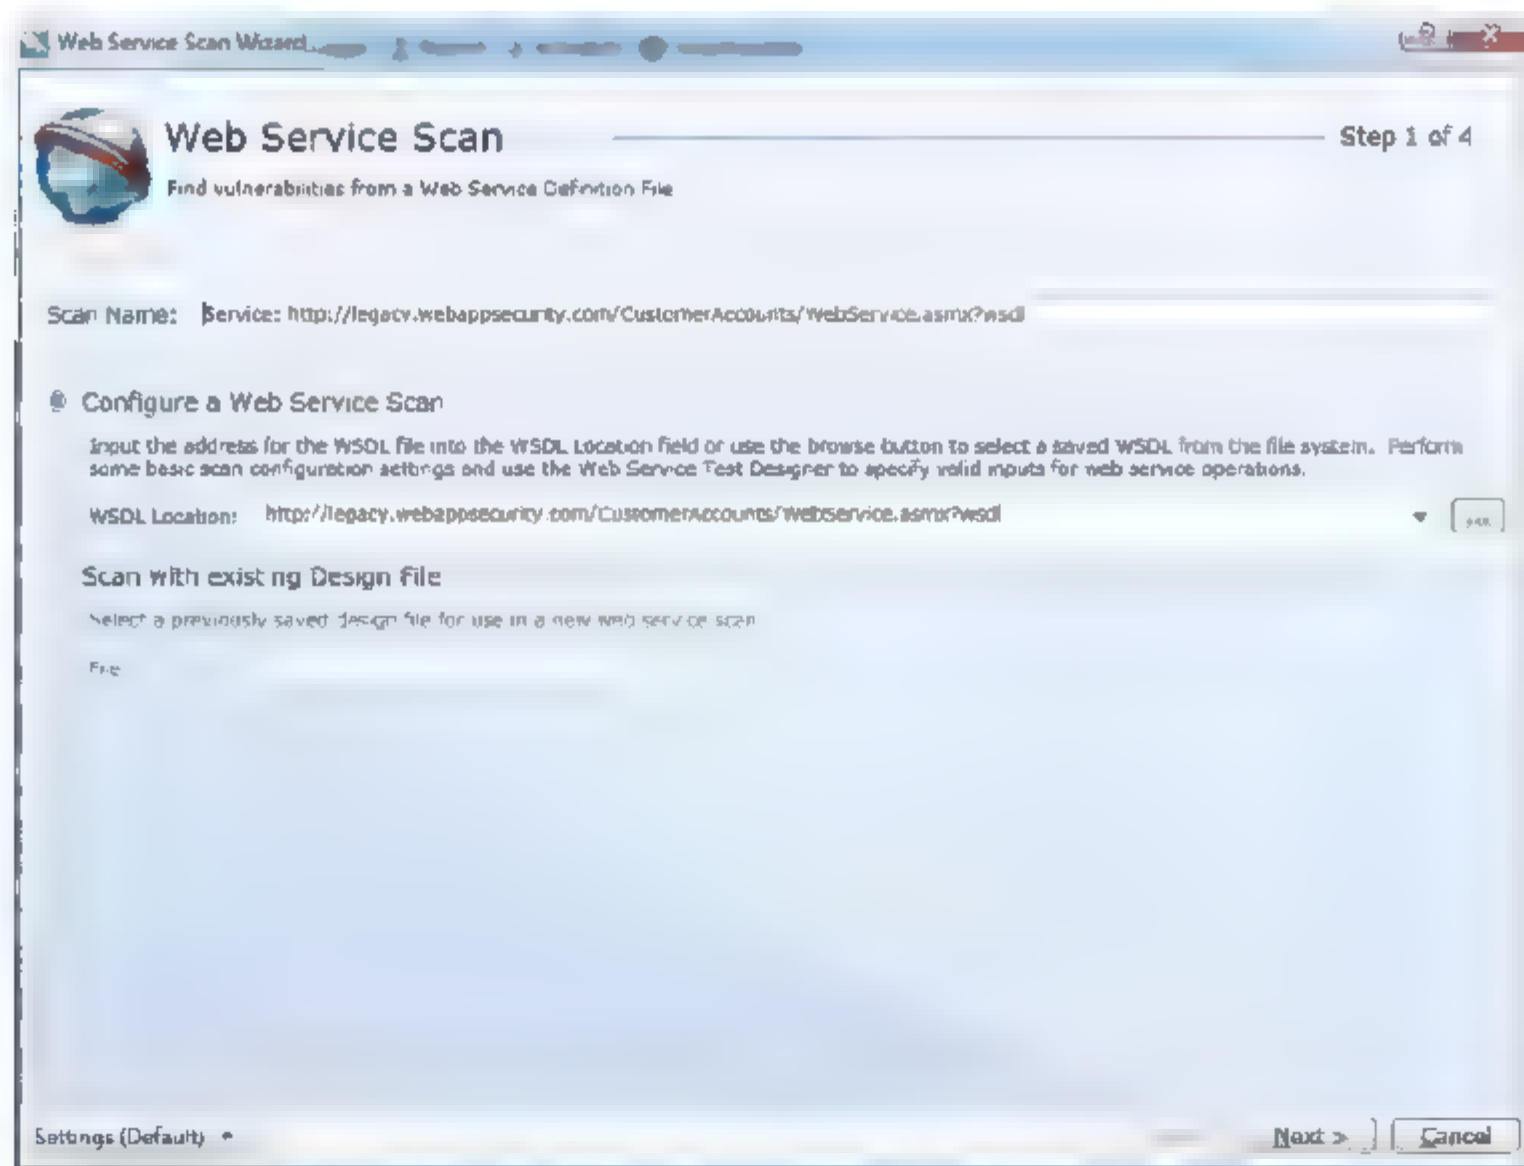 Web Service Scan Wizard
Web Service Scan
Step 1 of 4
Find vulnerabilities from a Web Service Definition File
Scan Name: Service: http://legacy.webappsecurity.com/CustomerAccounts/WebService.asmx?wsdl
Configure a Web Service Scan
Input the address for the WSDL file into the WSDL Location field or use the browse button to select a saved WSDL from the file system. Perform
some basic scan configuration settings and use the Web Service Test Designer to specify valid inputs for web service operations.
WSDL Location: http://legacy.webappsecurity.com/CustomerAccounts/WebService.asmx?wsdl
...
Scan with existing Design File
Select a previously saved design file for use in a new web service scan
File
Settings (Default)
Next >
Cancel